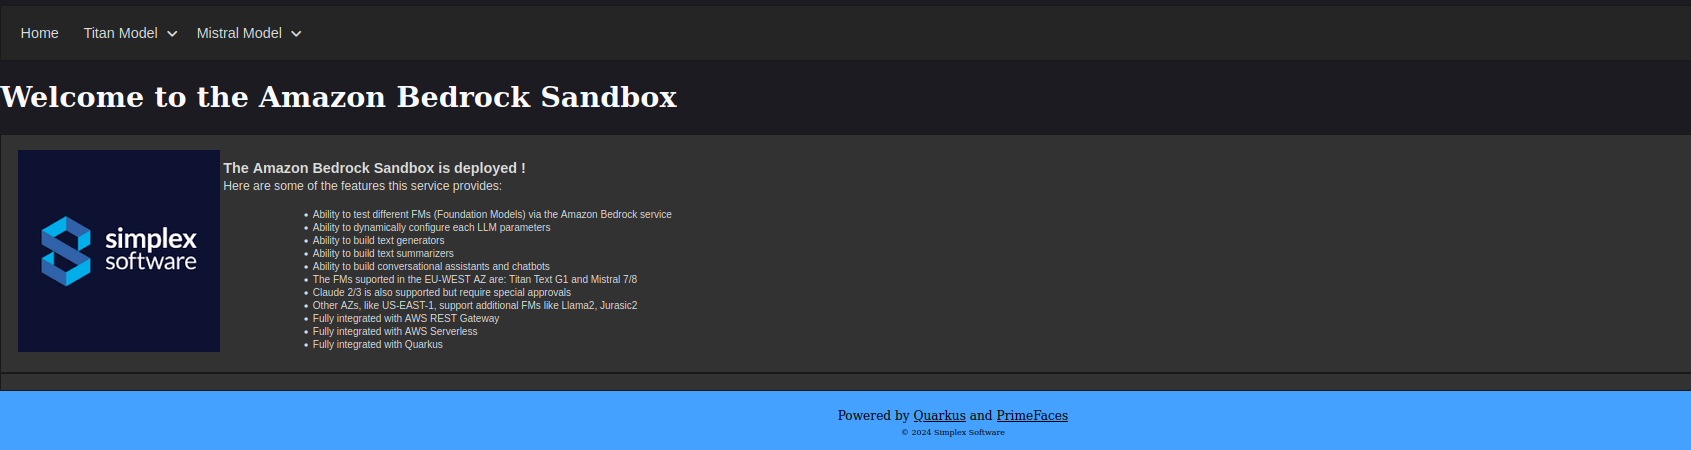 Home Titan Model Mistral Model
Welcome to the Amazon Bedrock Sandbox
simplex
software
The Amazon Bedrock Sandbox is deployed !
Here are some of the features this service provides:
Ability to test different FMs (Foundation Models) via the Amazon Bedrock service
Ability to dynamically configure each LLM parameters
Ability to build text generators
Ability to build text summarizers
Ability to build conversational assistants and chatbots
The FMs suported in the EU-WEST AZ are: Titan Text G1 and Mistral 7/8
Claude 2/3 is also supported but require special approvals
Other AZs, like US-EAST-1, support additional FMs like Llama2, Jurasic2
Fully integrated with AWS REST Gateway
Fully integrated with AWS Serverless
Fully integrated with Quarkus
Powered by Quarkus and PrimeFaces
© 2024 Simplex Software